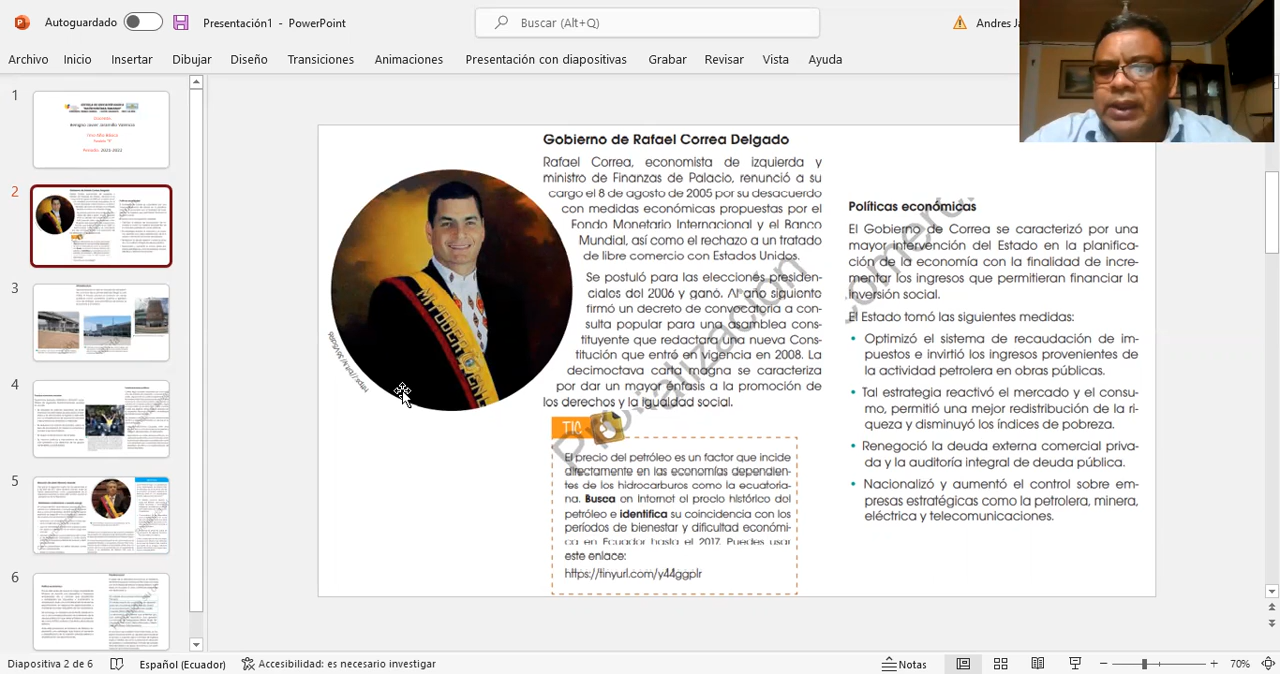 Autoguardado
Presentación1 - PowerPoint
Buscar (Alt+Q)
Andres Ja
Archivo Inicio Insertar Dibujar Diseño Transiciones Animaciones Presentación con diapositivas Grabar Revisar Vista Ayuda
1
2
3
4
5
6
Gobierno de Rafael Correa Delgado
Rafael Correa, economista de izquierda y
ministro de Finanzas de Palacio, renunció a su
cargo el 8 de agosto de 2005 por su desacuerdo
con políticas económicas propuestas por el
Fondo Monetario Internacional y el Banco
Mundial, así como el rechazo a un tratado
de libre comercio con Estados Unidos.
Se postuló para las elecciones presiden-
ciales del 2006 y ganó. Al año siguiente
firmó un decreto de convocatoria a con-
sulta popular para una asamblea cons-
tituyente que redactaría una nueva Cons-
titución que entró en vigencia en 2008. La
decimoctava carta magna se caracteriza
por dar un mayor énfasis a la promoción de
los derechos y la igualdad social.
TIC
El precio del petróleo es un factor que incide
directamente en las economías dependien-
tes de los hidrocarburos como la ecuatoria-
na. Busca en Internet el precio histórico del
petróleo e identifica su coincidencia con los
períodos de bienestar y dificultad económi-
ca en Ecuador hasta el 2017. Puedes usar
este enlace:
https://tinyurl.com/y44ggplr
Políticas económicas
El Gobierno de Correa se caracterizó por una
mayor intervención del Estado en la planifica-
ción de la economía con la finalidad de incre-
mentar los ingresos que permitieran financiar la
inversión social.
El Estado tomó las siguientes medidas:
• Optimizó el sistema de recaudación de im-
puestos e invirtió los ingresos provenientes de
la actividad petrolera en obras públicas.
• Tal estrategia reactivó el mercado y el consu-
mo, permitió una mejor redistribución de la ri-
queza y disminuyó los índices de pobreza.
• Renegoció la deuda externa comercial priva-
da y la auditoría integral de deuda pública.
• Nacionalizó y aumentó el control sobre em-
presas estratégicas como la petrolera, minera,
eléctrica y telecomunicaciones.
Diapositiva 2 de 6
Español (Ecuador)
Accesibilidad: es necesario investigar
Notas
70%